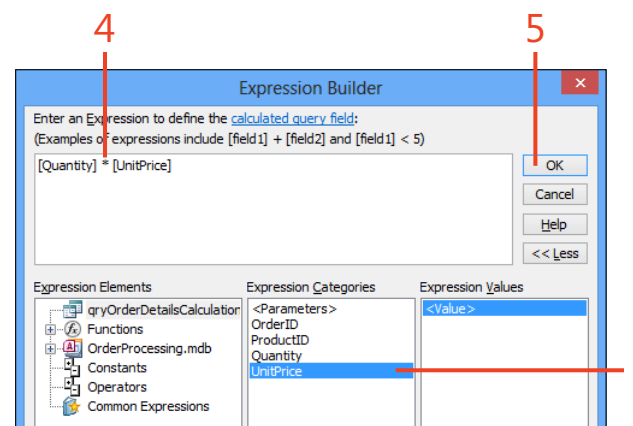 4
5
Expression Builder
Enter an Expression to define the calculated query field:
(Examples of expressions include [field1] + [field2] and [field1] < 5)
[Quantity] * [UnitPrice]
OK
Cancel
Help
<< Less
Expression Elements
qryOrderDetailsCalculation
Functions
OrderProcessing.mdb
Constants
Operators
Common Expressions
Expression Categories
<Parameters>
OrderID
ProductID
Quantity
UnitPrice
Expression Values
<Value>